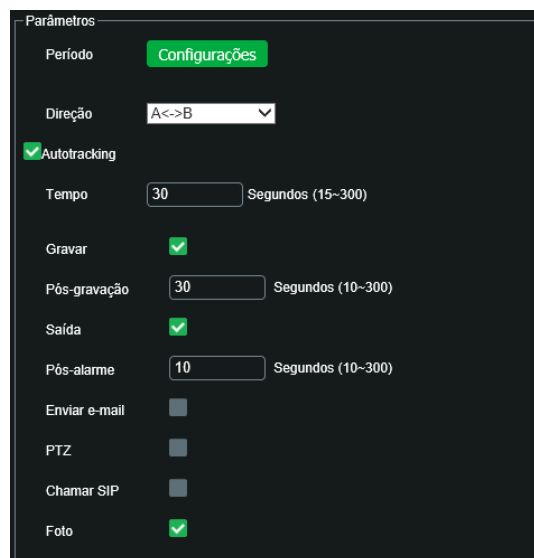 Parâmetros
Período Configurações
Direção A<->B
Autotracking
Tempo 30 Segundos (15~300)
Gravar
Pós-gravação 30 Segundos (10~300)
Saída
Pós-alarme 10 Segundos (10~300)
Enviar e-mail
PTZ
Chamar SIP
Foto